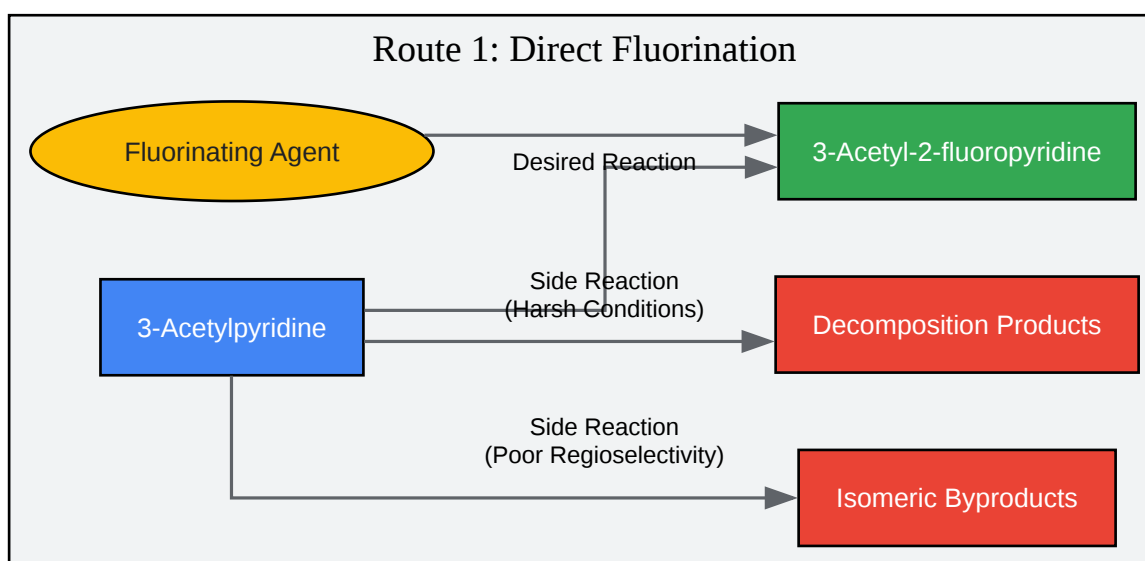 Route 1: Direct Fluorination
Fluorinating Agent
Desired Reaction
3-Acetyl-2-fluoropyridine
3-Acetylpyridine
Side Reaction
(Harsh Conditions)
Decomposition Products
Side Reaction
(Poor Regioselectivity)
Isomeric Byproducts